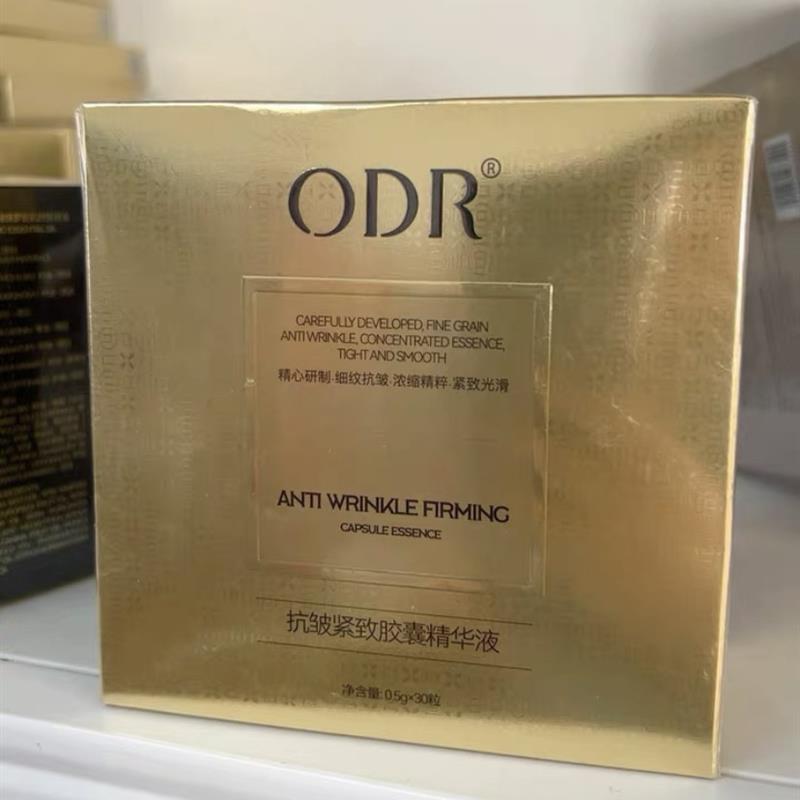 ODR®
CAREFULLY DEVELOPED, FINE GRAIN
ANTI WRINKLE, CONCENTRATED ESSENCE,
TIGHT AND SMOOTH
精心研制·细纹抗皱·浓缩精粹·紧致光滑
ANTI WRINKLE FIRMING
CAPSULE ESSENCE
抗皱紧致胶囊精华液
净含量: 0.5g×30粒